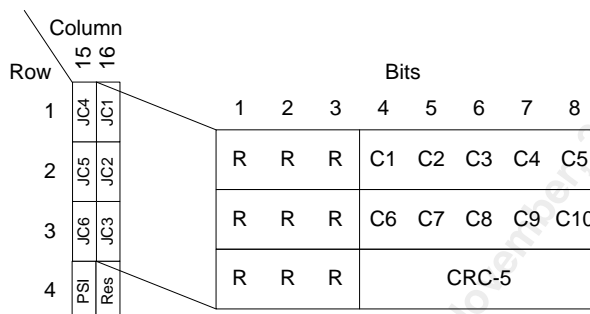 Column
15 16
Row Bits
1 2 3 4 5 6 7 8
1 JC4 JC1
R R R C1 C2 C3 C4 C5
2 JC5 JC2
R R R C6 C7 C8 C9 C10
3 JC6 JC3
R R R CRC-5
4 PSI Res